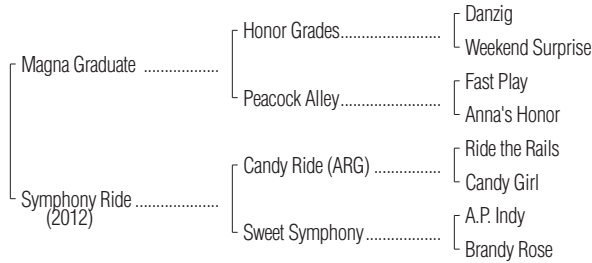 Danzig
Honor Grades......................
Weekend Surprise
Magna Graduate ..................
Fast Play
Peacock Alley......................
Anna's Honor
Ride the Rails
Candy Ride (ARG) ...............
Candy Girl
Symphony Ride ....................
(2012)
A.P. Indy
Sweet Symphony.................
Brandy Rose